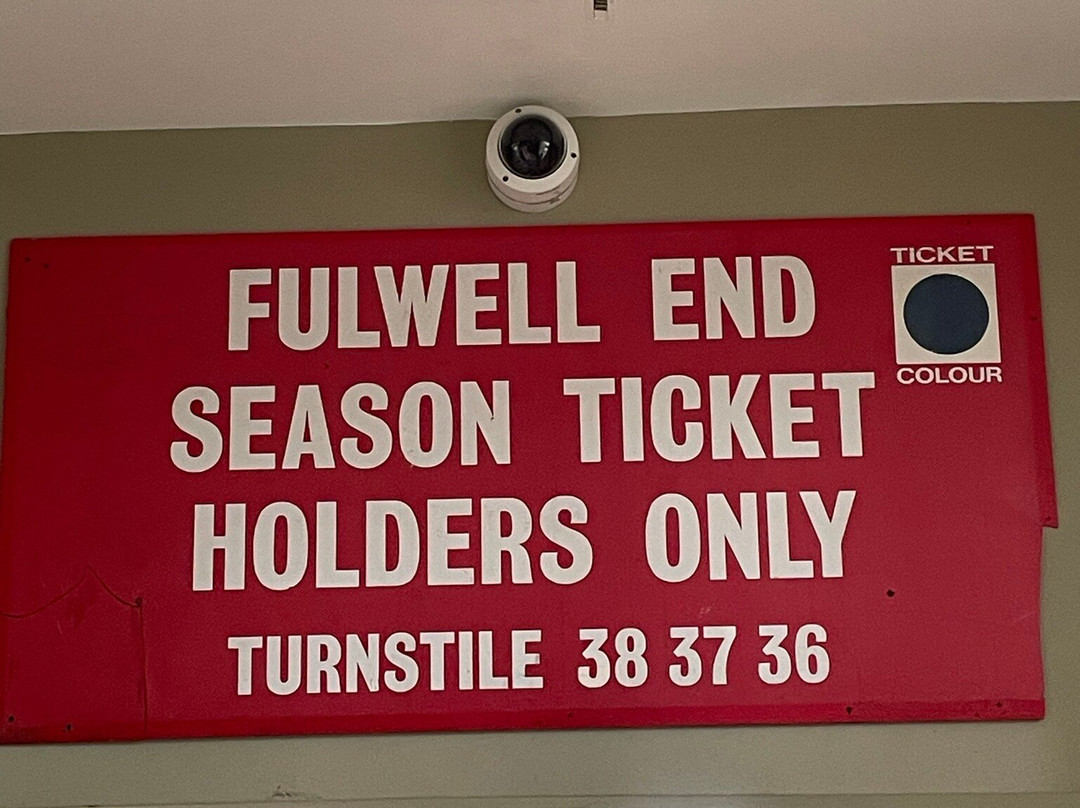 FULWELL END
SEASON TICKET
HOLDERS ONLY
TURNSTILE 38 37 36
TICKET
COLOUR